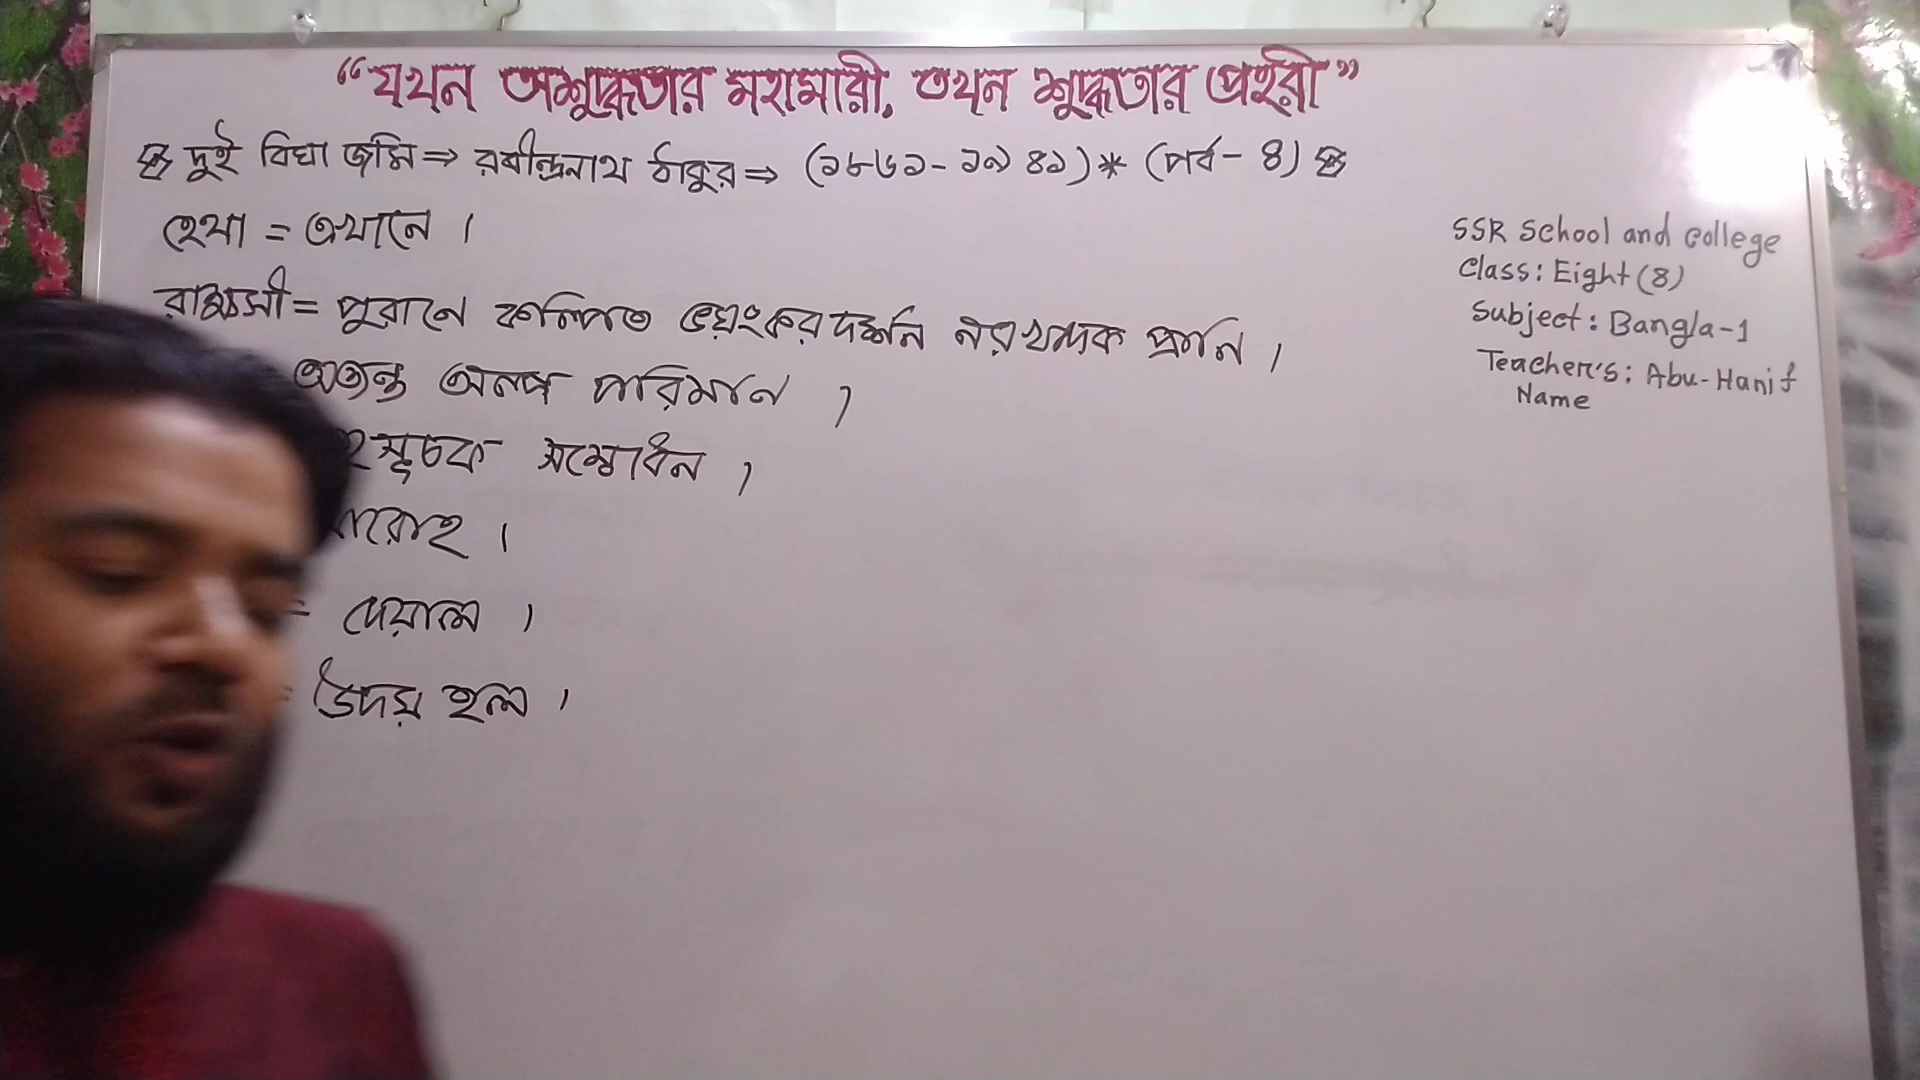 “যখন অশুদ্ধতার মহামারী, তখন শুদ্ধতার প্রহরী”
দুই বিঘা জমি ⇒ রবীন্দ্রনাথ ঠাকুর ⇒ (১৮৬১ - ১৯৪১) * (পর্ব - ৪)
হেথা = এখানে।
রাক্ষসী = পুরানে কল্পিত ভয়ংকরদর্শন নরখাদক প্রানি।
অত্যন্ত অল্প পরিমান।
সূচক সম্বোধন।
= দেয়াল।
= উদয় হল।
SSR School and College
Class: Eight (8)
Subject: Bangla-1
Teacher's: Abu-Hanif
Name